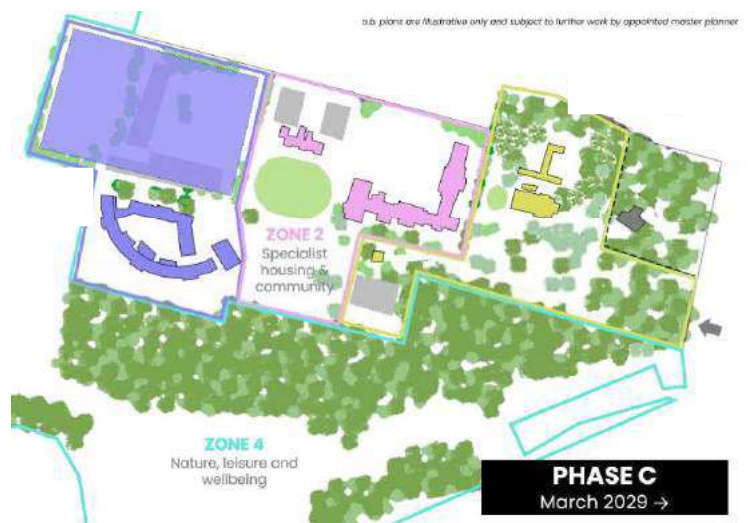 n.b. plans are illustrative only and subject to further work by appointed master planner
ZONE 2
Specialist
housing &
community
ZONE 4
Nature, leisure and
wellbeing
PHASE C
March 2029 →